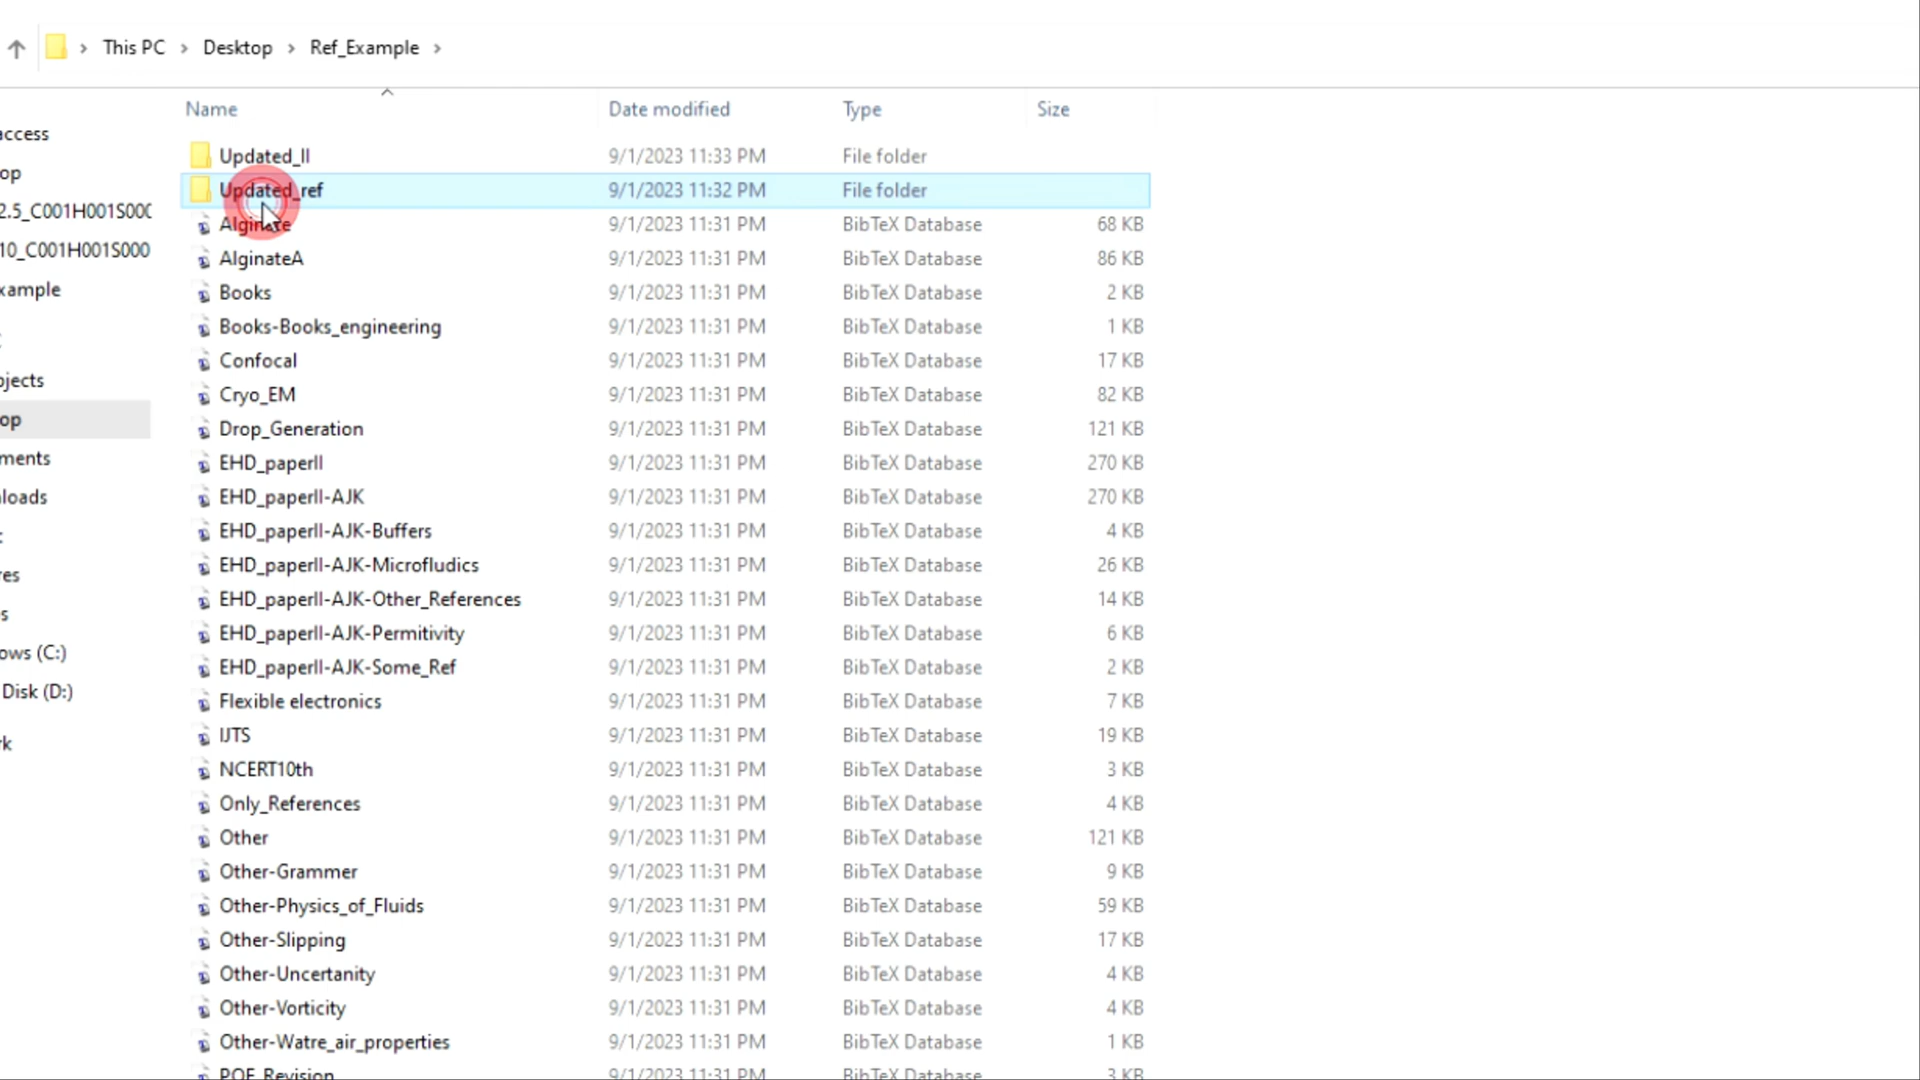 This PC > Desktop > Ref_Example >
Name Date modified Type Size
access
op
2.5_C001H001S000
10_C001H001S000
xample
ojects
op
ments
loads
res
s
ows (C:)
Disk (D:)
rk
Updated_II 9/1/2023 11:33 PM File folder
Updated_ref 9/1/2023 11:32 PM File folder
Alginate 9/1/2023 11:31 PM BibTeX Database 68 KB
AlginateA 9/1/2023 11:31 PM BibTeX Database 86 KB
Books 9/1/2023 11:31 PM BibTeX Database 2 KB
Books-Books_engineering 9/1/2023 11:31 PM BibTeX Database 1 KB
Confocal 9/1/2023 11:31 PM BibTeX Database 17 KB
Cryo_EM 9/1/2023 11:31 PM BibTeX Database 82 KB
Drop_Generation 9/1/2023 11:31 PM BibTeX Database 121 KB
EHD_paperII 9/1/2023 11:31 PM BibTeX Database 270 KB
EHD_paperII-AJK 9/1/2023 11:31 PM BibTeX Database 270 KB
EHD_paperII-AJK-Buffers 9/1/2023 11:31 PM BibTeX Database 4 KB
EHD_paperII-AJK-Microfludics 9/1/2023 11:31 PM BibTeX Database 26 KB
EHD_paperII-AJK-Other_References 9/1/2023 11:31 PM BibTeX Database 14 KB
EHD_paperII-AJK-Permitivity 9/1/2023 11:31 PM BibTeX Database 6 KB
EHD_paperII-AJK-Some_Ref 9/1/2023 11:31 PM BibTeX Database 2 KB
Flexible electronics 9/1/2023 11:31 PM BibTeX Database 7 KB
IJTS 9/1/2023 11:31 PM BibTeX Database 19 KB
NCERT10th 9/1/2023 11:31 PM BibTeX Database 3 KB
Only_References 9/1/2023 11:31 PM BibTeX Database 4 KB
Other 9/1/2023 11:31 PM BibTeX Database 121 KB
Other-Grammer 9/1/2023 11:31 PM BibTeX Database 9 KB
Other-Physics_of_Fluids 9/1/2023 11:31 PM BibTeX Database 59 KB
Other-Slipping 9/1/2023 11:31 PM BibTeX Database 17 KB
Other-Uncertanity 9/1/2023 11:31 PM BibTeX Database 4 KB
Other-Vorticity 9/1/2023 11:31 PM BibTeX Database 4 KB
Other-Watre_air_properties 9/1/2023 11:31 PM BibTeX Database 1 KB
POF_Revision 9/1/2023 11:31 PM BibTeX Database 3 KB